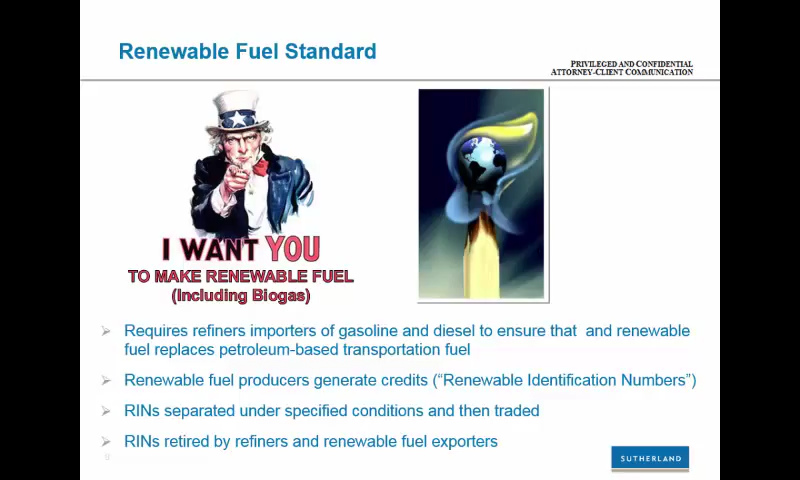 Renewable Fuel Standard
PRIVILEGED AND CONFIDENTIAL
ATTORNEY-CLIENT COMMUNICATION
I WANT YOU
TO MAKE RENEWABLE FUEL
(Including Biogas)
Requires refiners importers of gasoline and diesel to ensure that and renewable
fuel replaces petroleum-based transportation fuel
Renewable fuel producers generate credits (“Renewable Identification Numbers”)
RINs separated under specified conditions and then traded
RINs retired by refiners and renewable fuel exporters
SUTHERLAND